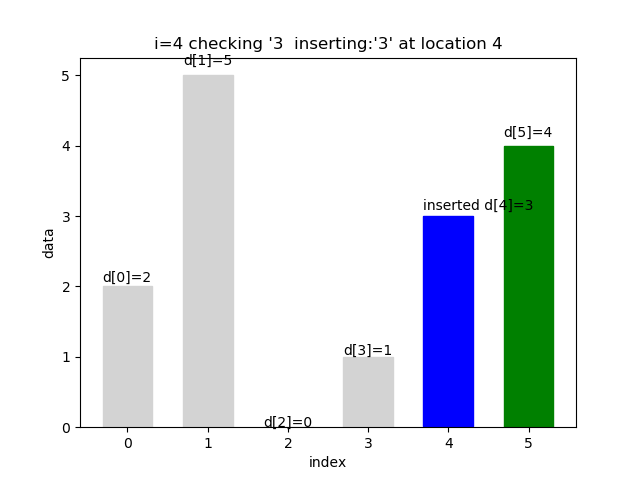 i=4 checking '3  inserting:'3' at location 4
d[1]=5
5
d[5]=4
4
data
inserted d[4]=3
3
d[0]=2
2
d[3]=1
1
d[2]=0
0
0 1 2 3 4 5
index